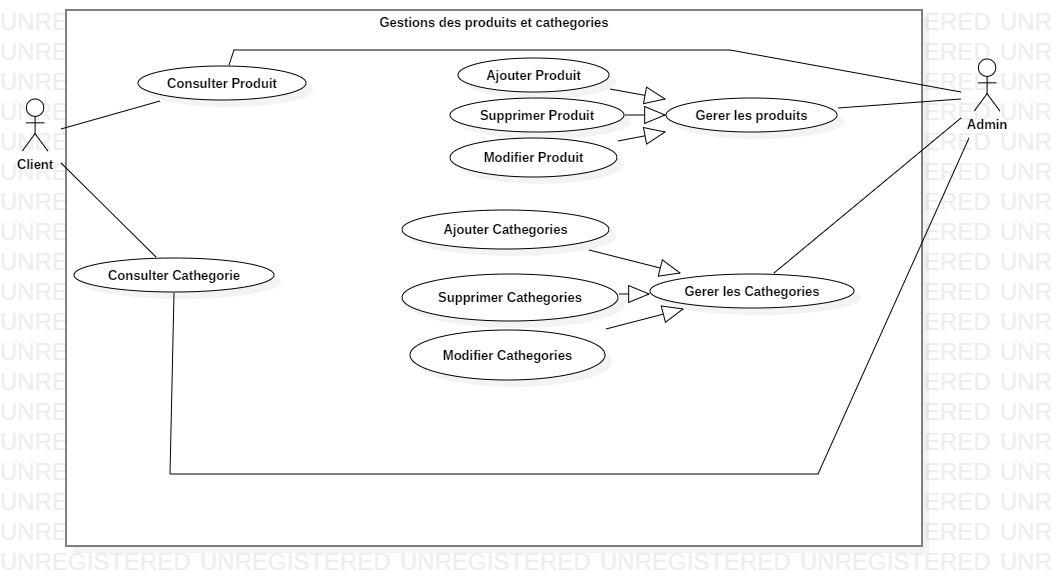 Gestions des produits et cathegories
Consulter Produit
Ajouter Produit
Supprimer Produit
Gerer les produits
Modifier Produit
Client
Admin
Ajouter Cathegories
Consulter Cathegorie
Supprimer Cathegories
Gerer les Cathegories
Modifier Cathegories
UNREGISTERED UNREGISTERED UNREGISTERED UNREGISTERED UNREGISTERED UNR